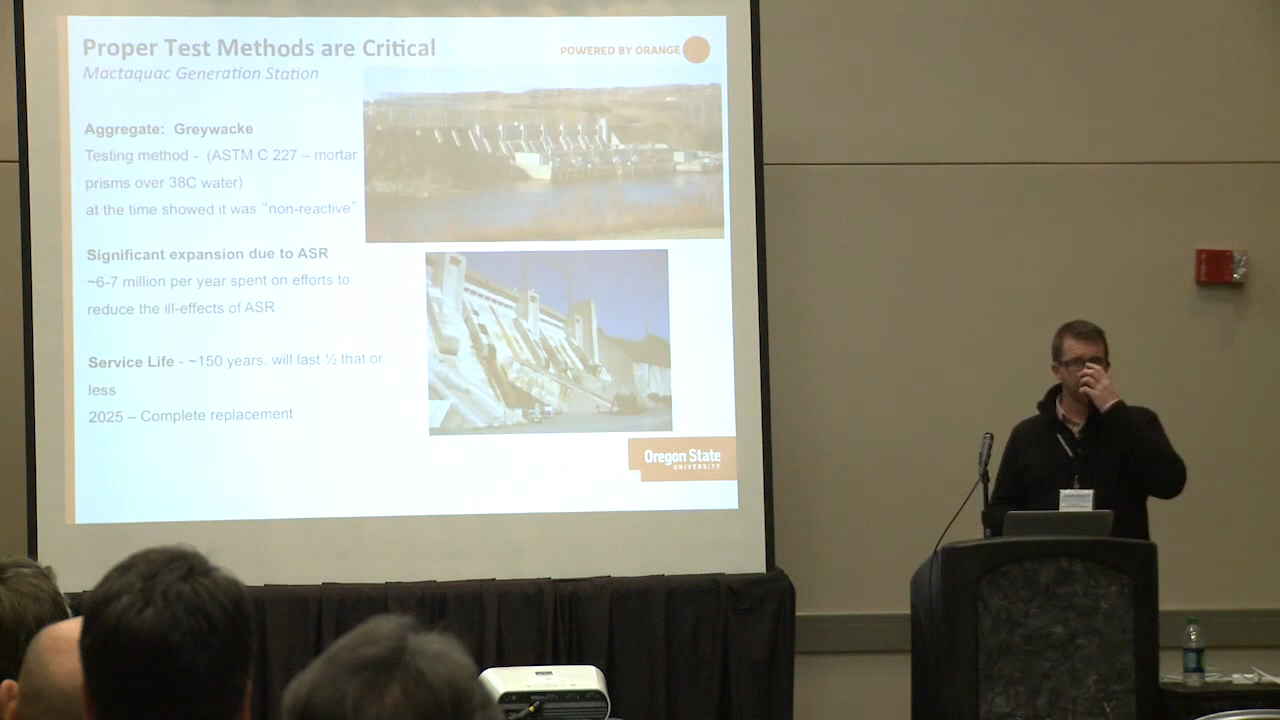 Proper Test Methods are Critical
POWERED BY ORANGE
Mactaquac Generation Station
Aggregate: Greywacke
Testing method - (ASTM C 227 – mortar
prisms over 38C water)
at the time showed it was "non-reactive"
Significant expansion due to ASR
~6-7 million per year spent on efforts to
reduce the ill-effects of ASR
Service Life - ~150 years, will last ½ that or
less
2025 – Complete replacement
Oregon State
UNIVERSITY